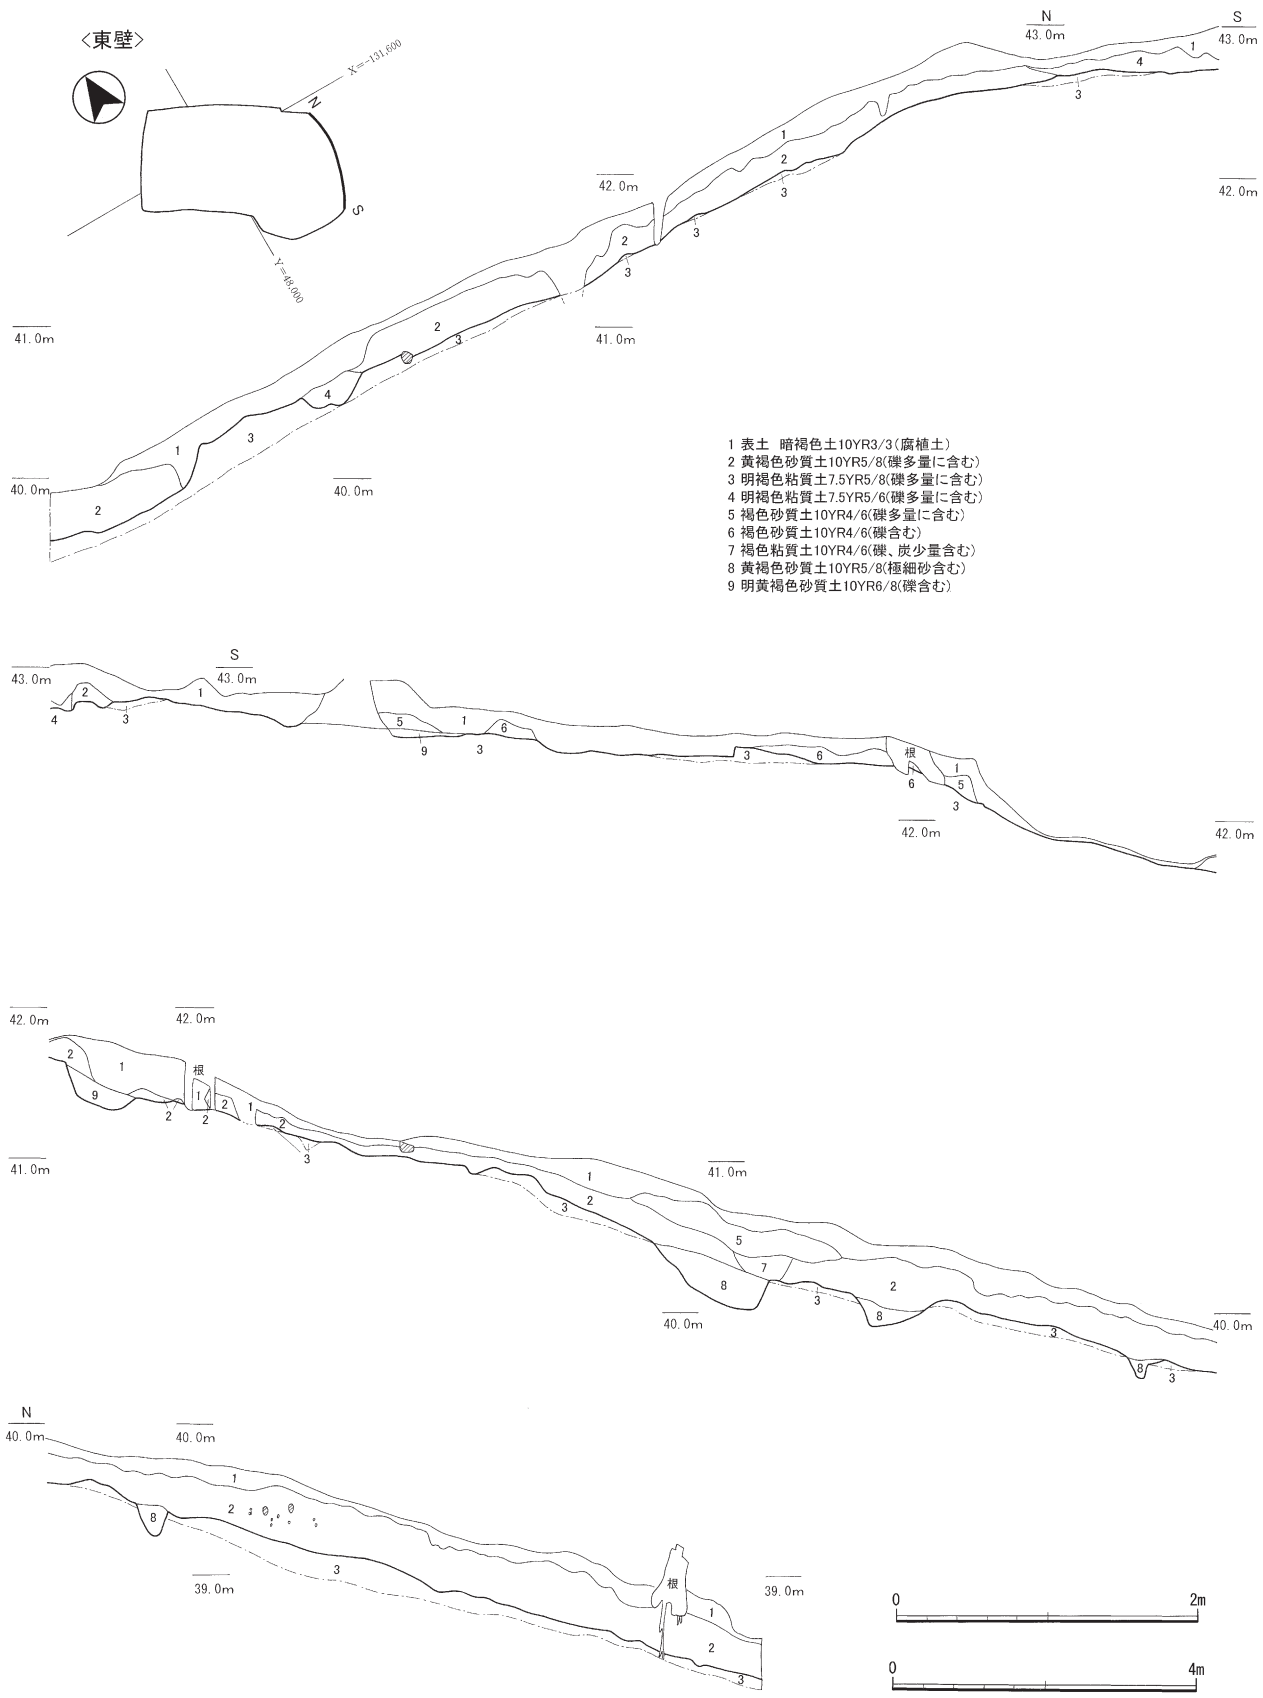 〈東壁〉
X=-131,600
N
S
Y=48,000
N
43.0m
S
43.0m
1
4
3
1
2
3
42.0m
42.0m
3
2
3
41.0m
41.0m
2
3
4
3
1
40.0m
40.0m
2
1 表土 暗褐色土10YR3/3(腐植土)
2 黄褐色砂質土10YR5/8(礫多量に含む)
3 明褐色粘質土7.5YR5/8(礫多量に含む)
4 明褐色粘質土7.5YR5/6(礫多量に含む)
5 褐色砂質土10YR4/6(礫多量に含む)
6 褐色砂質土10YR4/6(礫含む)
7 褐色粘質土10YR4/6(礫、炭少量含む)
8 黄褐色砂質土10YR5/8(極細砂含む)
9 明黄褐色砂質土10YR6/8(礫含む)
43.0m
S
43.0m
4
2
3
1
5
9
1
3
6
3
6
根
6
1
5
3
42.0m
42.0m
42.0m
42.0m
2
1
9
2
根
1
2
2
1
2
3
41.0m
41.0m
1
2
3
5
7
8
3
2
8
3
8
3
40.0m
40.0m
N
40.0m
40.0m
1
2
8
3
39.0m
39.0m
根
1
2
3
0 2m
0 4m